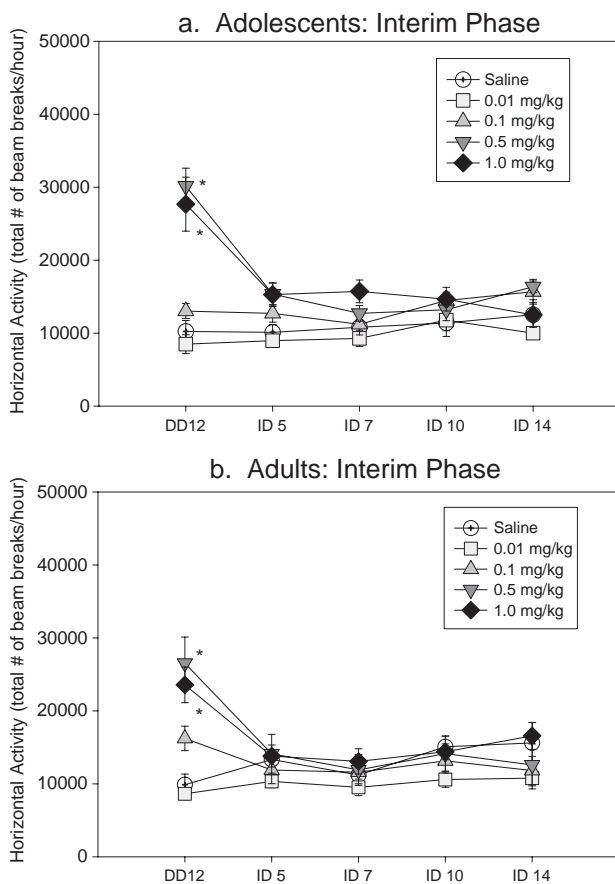 a. Adolescents: Interim Phase
Horizontal Activity (total # of beam breaks/hour)
50000
40000
30000
20000
10000
0
Saline
0.01 mg/kg
0.1 mg/kg
0.5 mg/kg
1.0 mg/kg
*
*
DD12 ID 5 ID 7 ID 10 ID 14
b. Adults: Interim Phase
Horizontal Activity (total # of beam breaks/hour)
50000
40000
30000
20000
10000
0
Saline
0.01 mg/kg
0.1 mg/kg
0.5 mg/kg
1.0 mg/kg
*
*
DD12 ID 5 ID 7 ID 10 ID 14